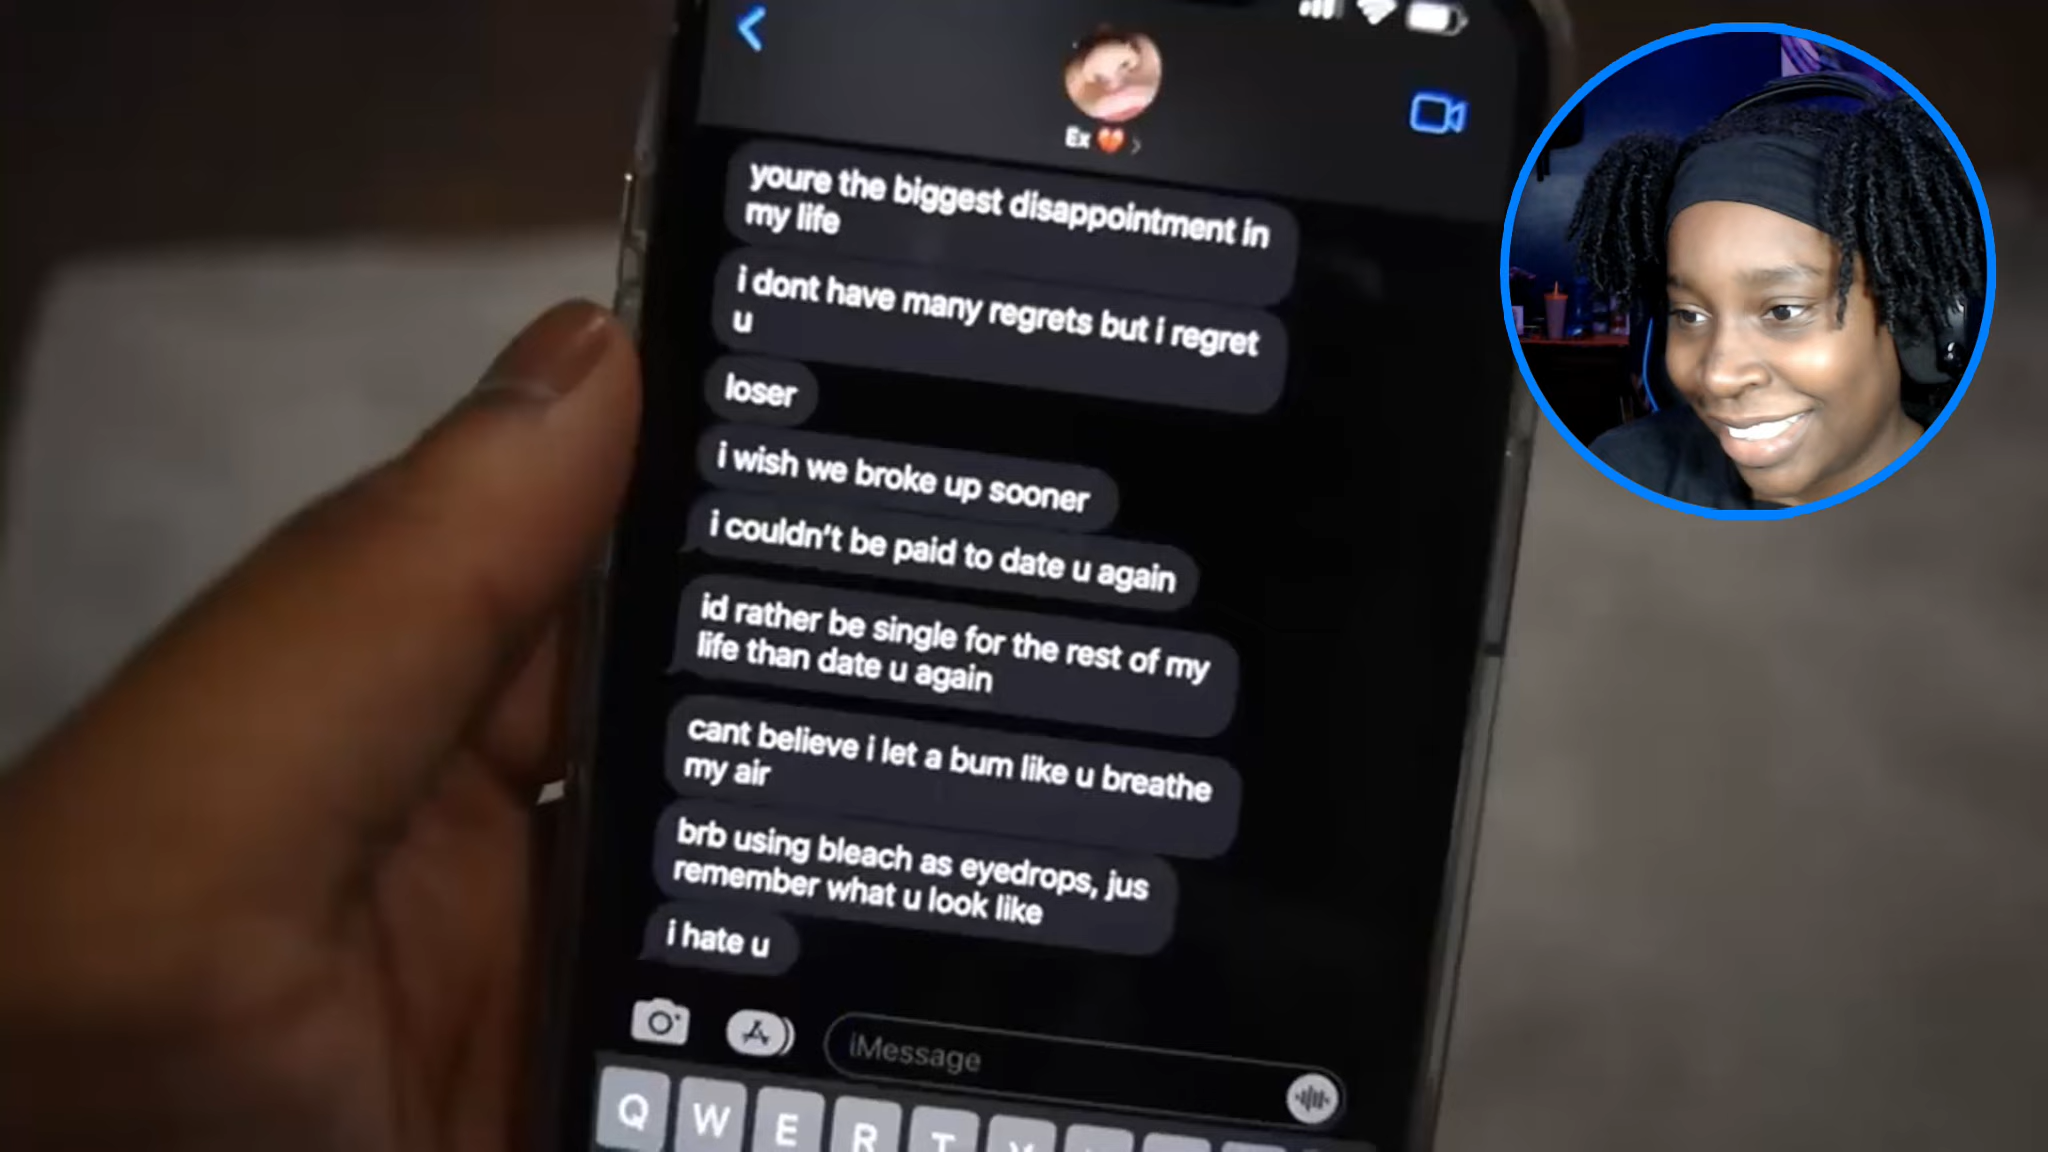 Ex 💔 >
youre the biggest disappointment in
my life
i dont have many regrets but i regret
u
loser
i wish we broke up sooner
i couldn't be paid to date u again
id rather be single for the rest of my
life than date u again
cant believe i let a bum like u breathe
my air
brb using bleach as eyedrops, jus
remember what u look like
i hate u
iMessage
Q W E R T Y